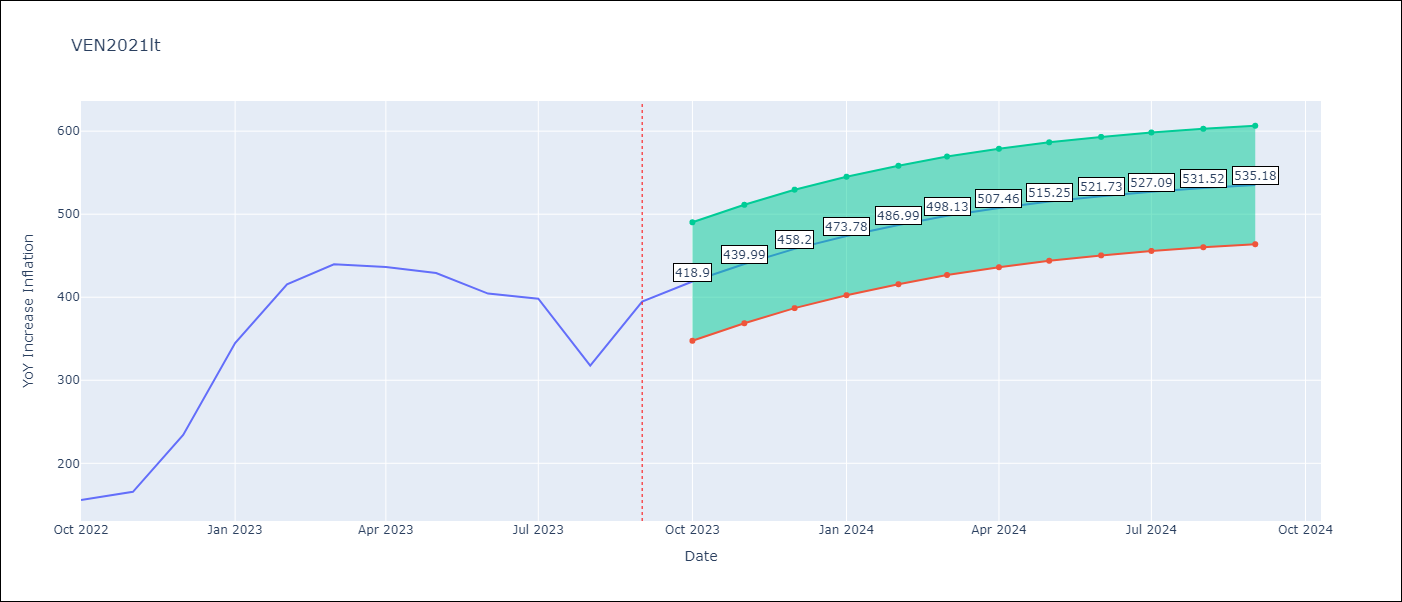 VEN2021lt
YoY Increase Inflation
600
500
400
300
200
418.9
439.99
458.2
473.78
486.99
498.13
507.46
515.25
521.73
527.09
531.52
535.18
Oct 2022
Jan 2023
Apr 2023
Jul 2023
Oct 2023
Jan 2024
Apr 2024
Jul 2024
Oct 2024
Date